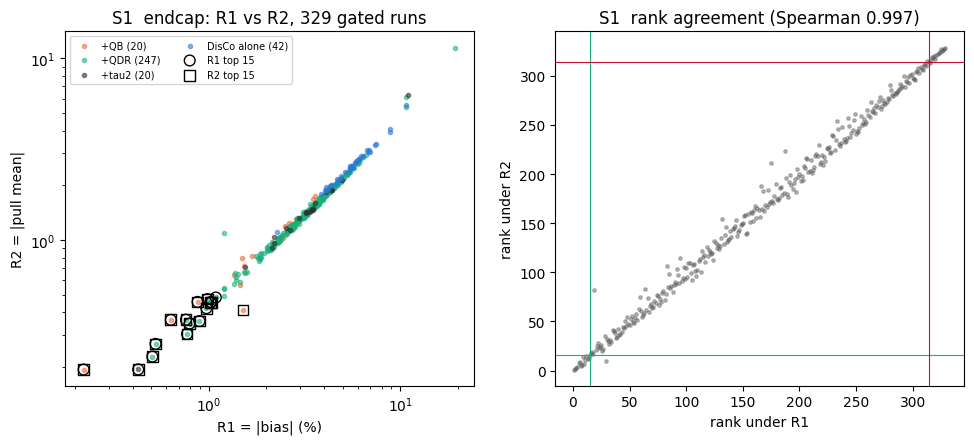 S1  endcap: R1 vs R2, 329 gated runs
+QB (20)
+QDR (247)
+tau2 (20)
DisCo alone (42)
R1 top 15
R2 top 15
R2 = |pull mean|
10¹
10⁰
10⁰
10¹
R1 = |bias| (%)
S1  rank agreement (Spearman 0.997)
rank under R2
300
250
200
150
100
50
0
0
50
100
150
200
250
300
rank under R1